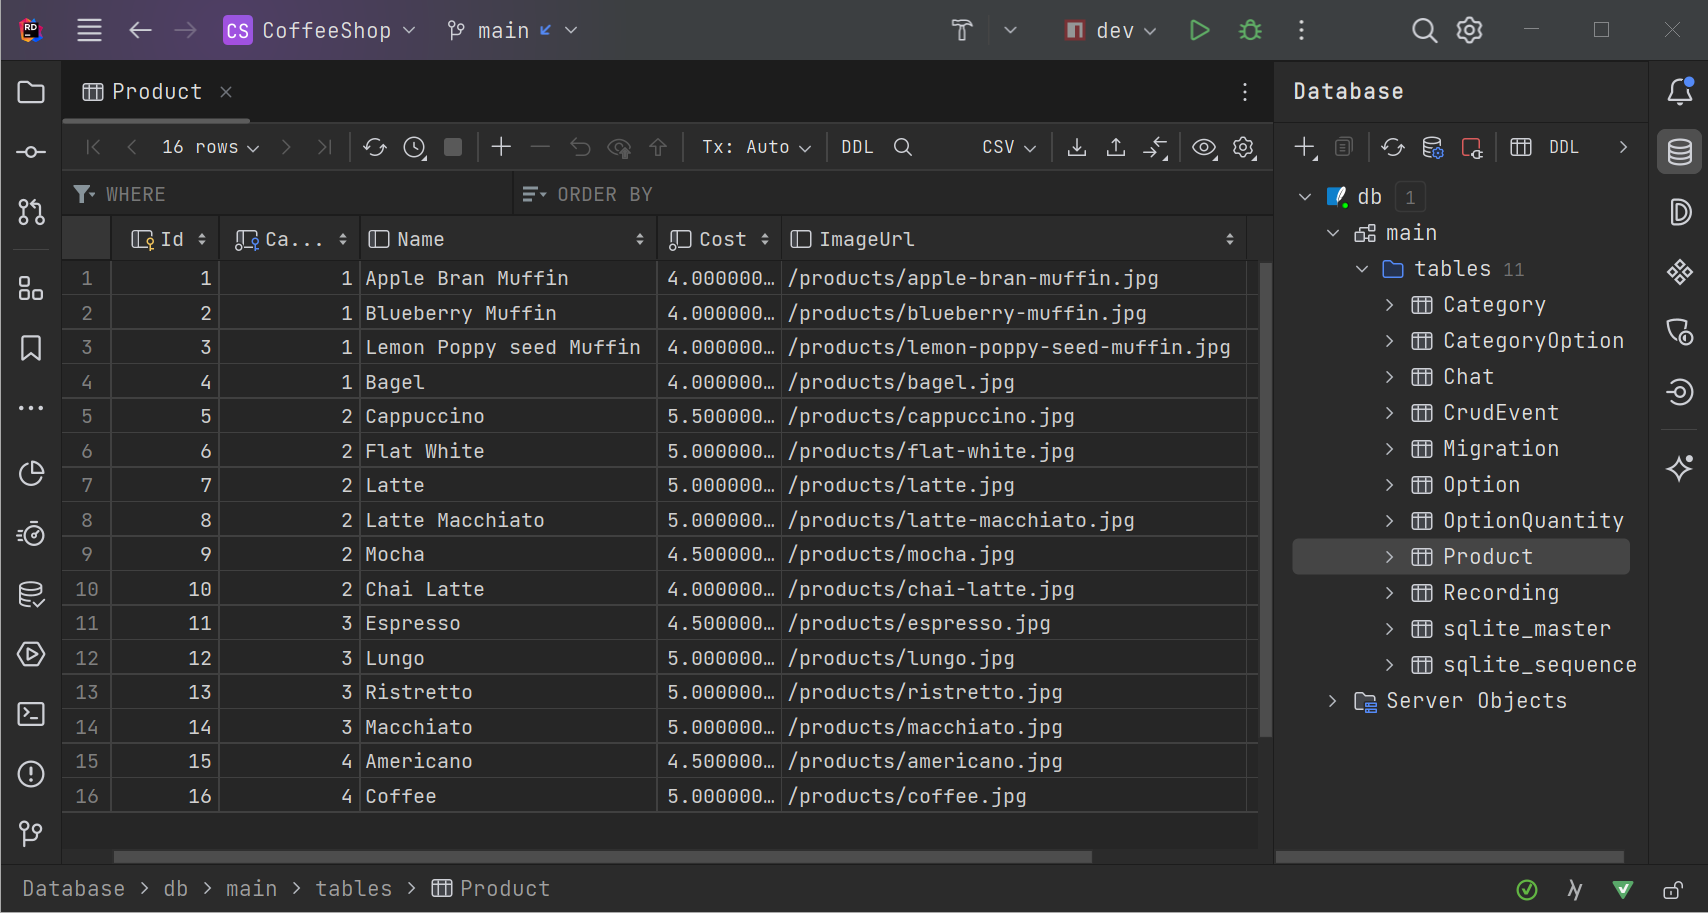 RD
CS CoffeeShop main dev
Product
Database
16 rows Tx: Auto DDL CSV
DDL
WHERE ORDER BY
Id Ca... Name Cost ImageUrl
1 1 1 Apple Bran Muffin 4.000000… /products/apple-bran-muffin.jpg
2 2 1 Blueberry Muffin 4.000000… /products/blueberry-muffin.jpg
3 3 1 Lemon Poppy seed Muffin 4.000000… /products/lemon-poppy-seed-muffin.jpg
4 4 1 Bagel 4.000000… /products/bagel.jpg
5 5 2 Cappuccino 5.500000… /products/cappuccino.jpg
6 6 2 Flat White 5.000000… /products/flat-white.jpg
7 7 2 Latte 5.000000… /products/latte.jpg
8 8 2 Latte Macchiato 5.000000… /products/latte-macchiato.jpg
9 9 2 Mocha 4.500000… /products/mocha.jpg
10 10 2 Chai Latte 4.000000… /products/chai-latte.jpg
11 11 3 Espresso 4.500000… /products/espresso.jpg
12 12 3 Lungo 5.000000… /products/lungo.jpg
13 13 3 Ristretto 5.000000… /products/ristretto.jpg
14 14 3 Macchiato 5.000000… /products/macchiato.jpg
15 15 4 Americano 4.500000… /products/americano.jpg
16 16 4 Coffee 5.000000… /products/coffee.jpg
db 1
main
tables 11
Category
CategoryOption
Chat
CrudEvent
Migration
Option
OptionQuantity
Product
Recording
sqlite_master
sqlite_sequence
Server Objects
Database > db > main > tables > Product